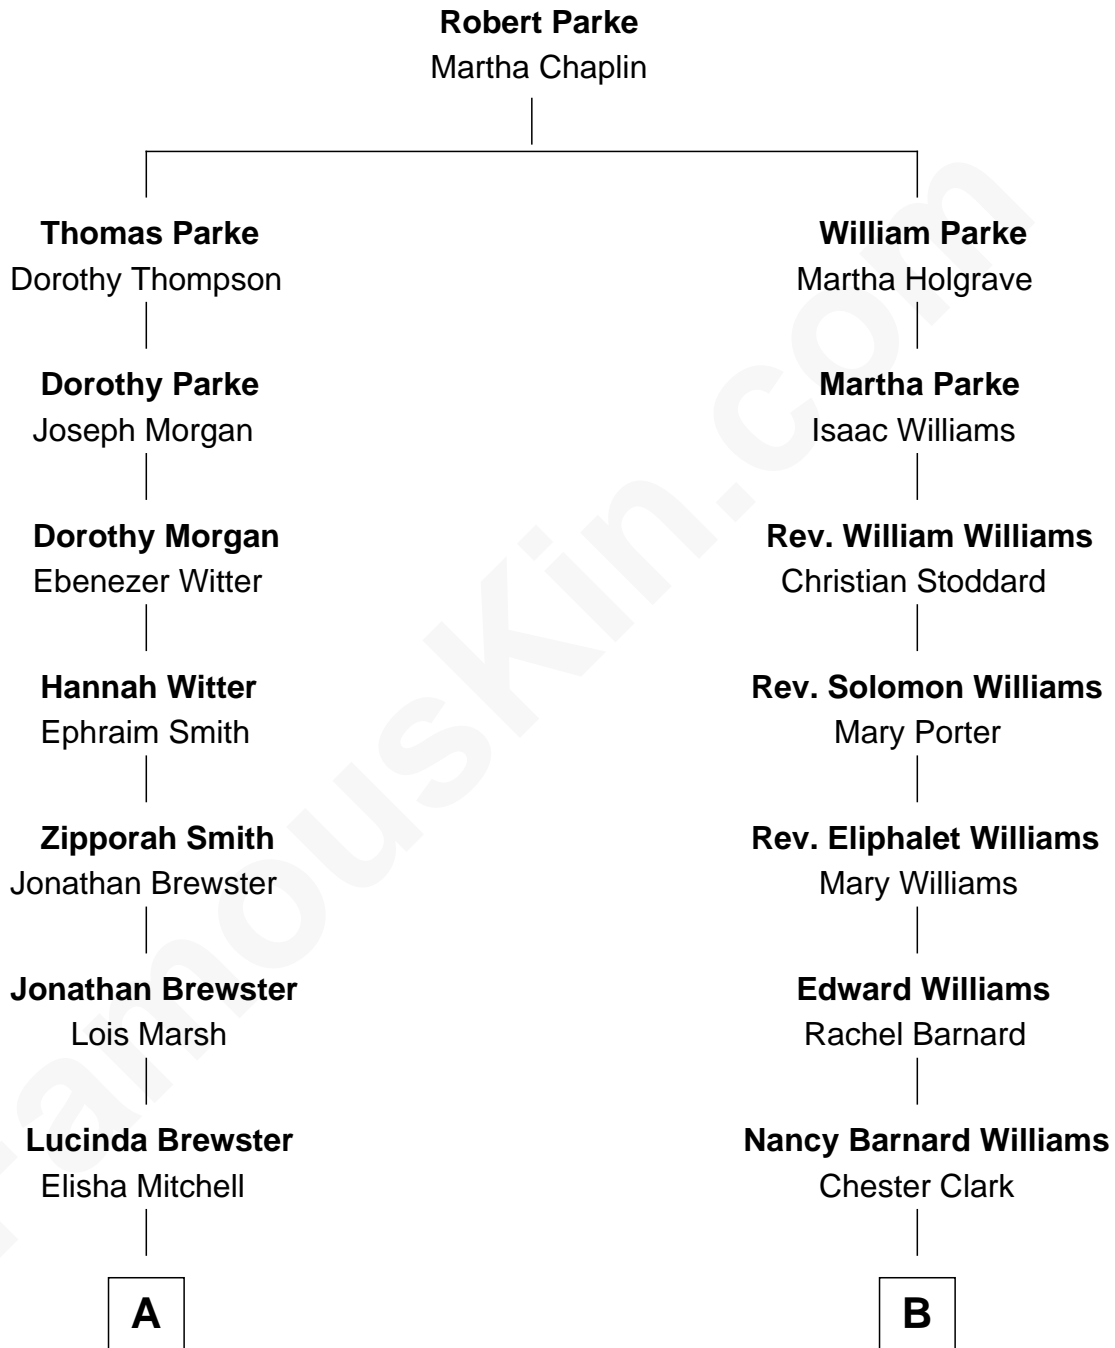 Robert Parke
Martha Chaplin
Thomas Parke
Dorothy Thompson
Dorothy Parke
Joseph Morgan
Dorothy Morgan
Ebenezer Witter
Hannah Witter
Ephraim Smith
Zipporah Smith
Jonathan Brewster
Jonathan Brewster
Lois Marsh
Lucinda Brewster
Elisha Mitchell
A
William Parke
Martha Holgrave
Martha Parke
Isaac Williams
Rev. William Williams
Christian Stoddard
Rev. Solomon Williams
Mary Porter
Rev. Eliphalet Williams
Mary Williams
Edward Williams
Rachel Barnard
Nancy Barnard Williams
Chester Clark
B
FamousKin.com